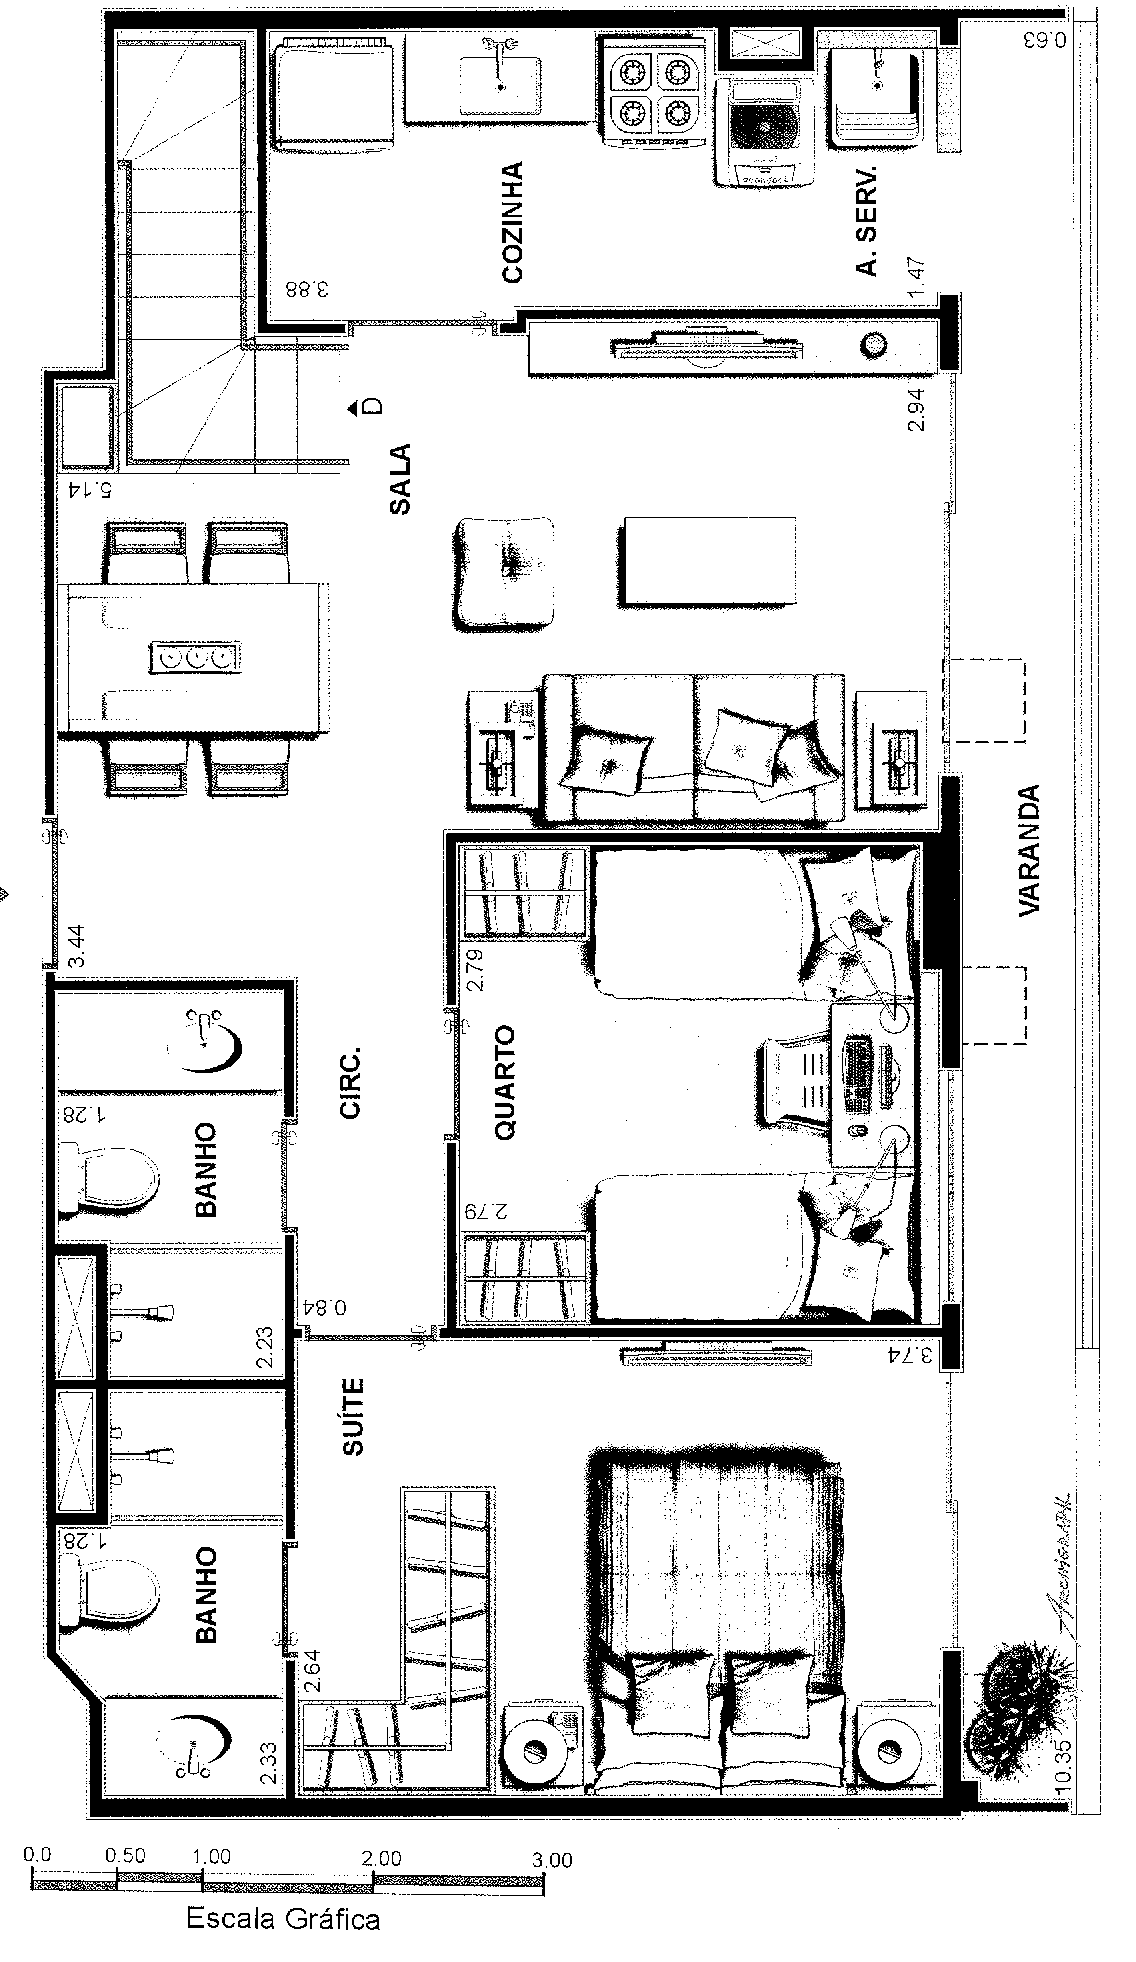 0.63
COZINHA
A. SERV.
3.88
1.47
2.94
D
SALA
5.14
VARANDA
3.44
2.79
QUARTO
CIRC.
1.28
BANHO
2.79
0.84
2.23
3.74
SUÍTE
1.28
BANHO
2.64
2.33
10.35
0.0 0.50 1.00 2.00 3.00
Escala Gráfica